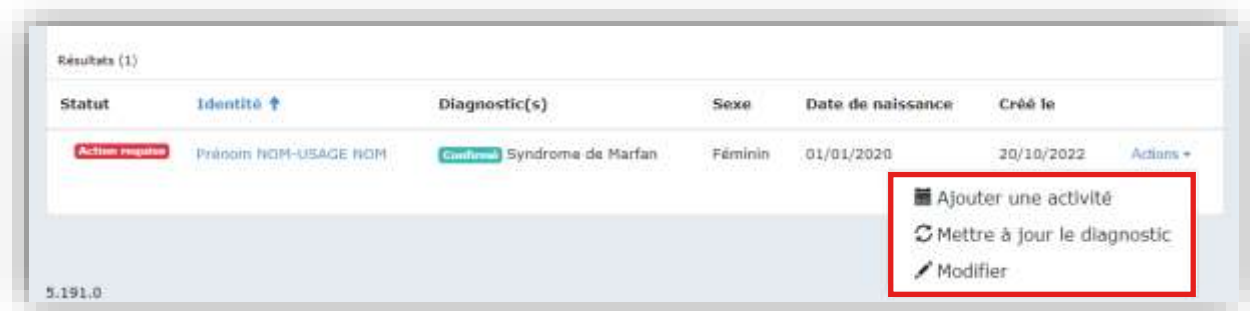 Résultats (1)
Statut Identité Diagnostic(s) Sexe Date de naissance Créé le
Action requise Prénom NOM-USAGE NOM Confirmé Syndrome de Marfan Féminin 01/01/2020 20/10/2022 Actions
Ajouter une activité
Mettre à jour le diagnostic
Modifier
5.191.0